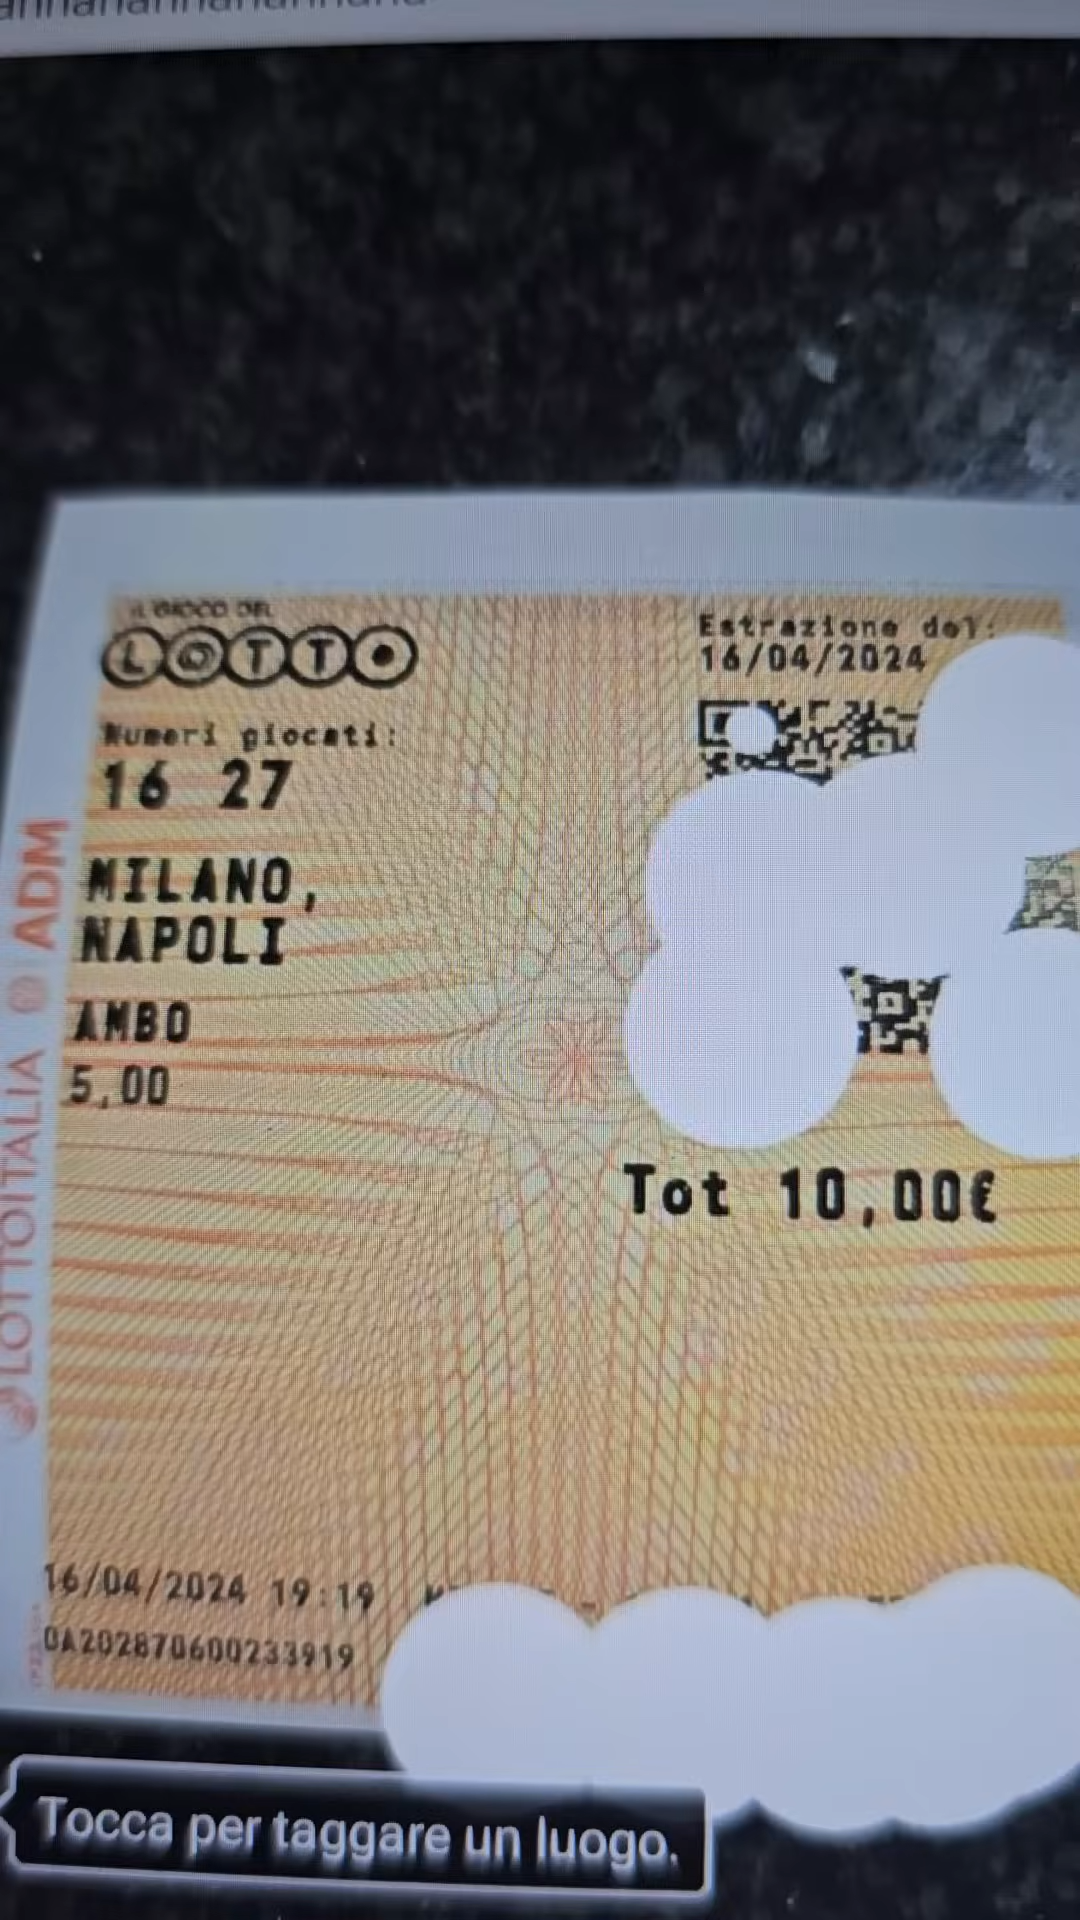 IL GIOCO DEL
LOTTO
Estrazione del:
16/04/2024
Numeri giocati:
16 27
MILANO,
NAPOLI
AMBO
5,00
Tot 10,00€
LOTTOITALIA ADM
16/04/2024 19:19
0A202870600233919
Tocca per taggare un luogo.